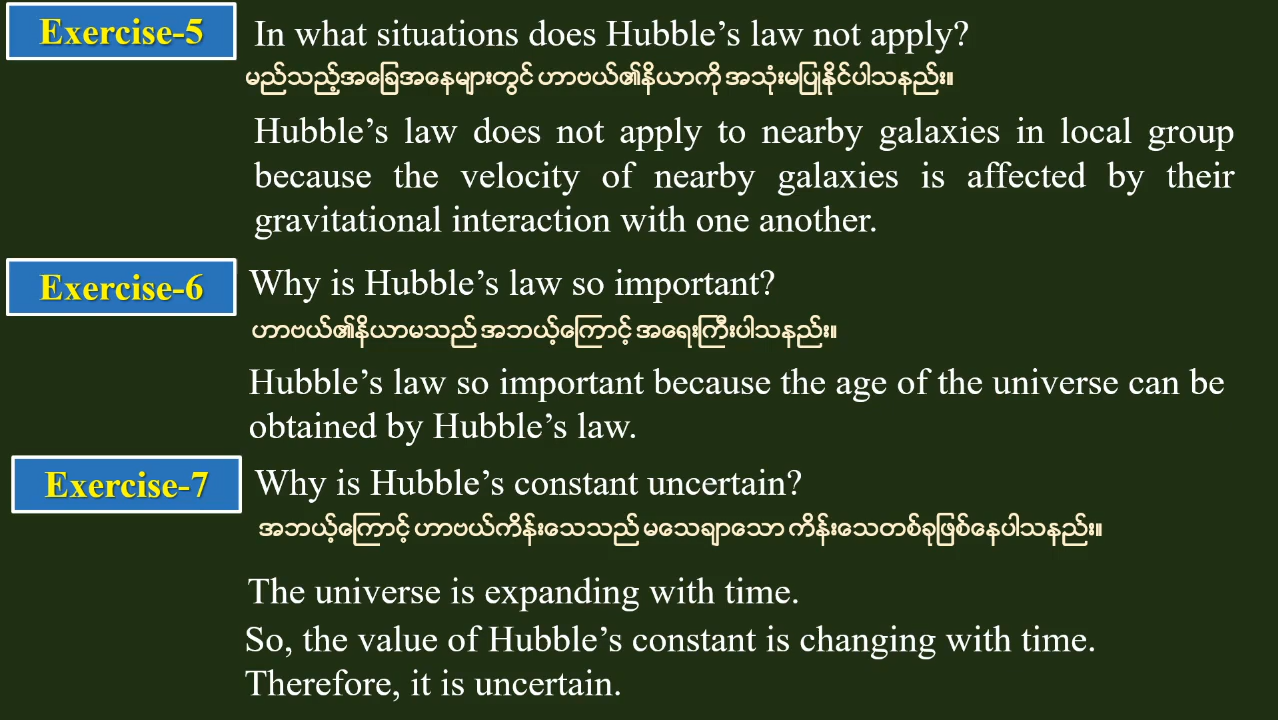 Exercise-5
In what situations does Hubble's law not apply?
မည်သည့်အခြေအနေများတွင် ဟာဗယ်၏နိယာကို အသုံးမပြုနိုင်ပါသနည်း။
Hubble's law does not apply to nearby galaxies in local group
because the velocity of nearby galaxies is affected by their
gravitational interaction with one another.
Exercise-6
Why is Hubble's law so important?
ဟာဗယ်၏နိယာမသည် အဘယ့်ကြောင့် အရေးကြီးပါသနည်း။
Hubble's law so important because the age of the universe can be
obtained by Hubble's law.
Exercise-7
Why is Hubble's constant uncertain?
အဘယ့်ကြောင့် ဟာဗယ်ကိန်းသေသည် မသေချာသော ကိန်းသေတစ်ခုဖြစ်နေပါသနည်း။
The universe is expanding with time.
So, the value of Hubble's constant is changing with time.
Therefore, it is uncertain.